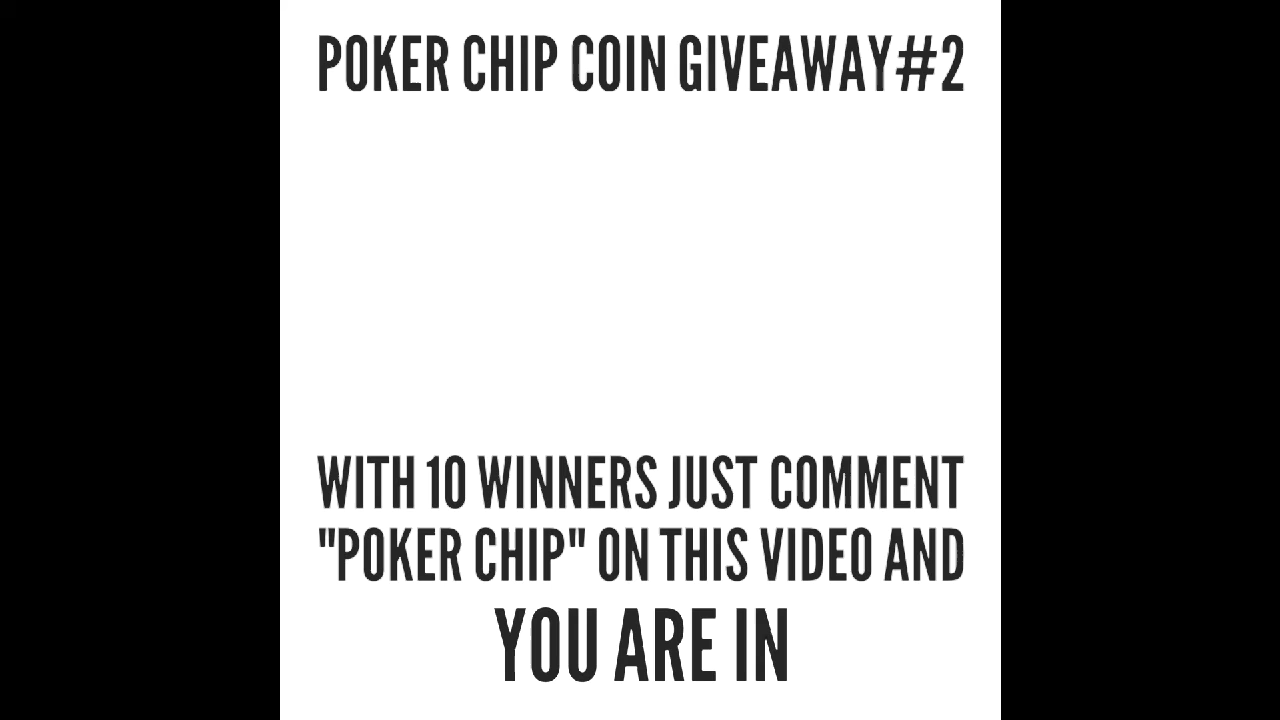 POKER CHIP COIN GIVEAWAY#2
WITH 10 WINNERS JUST COMMENT
"POKER CHIP" ON THIS VIDEO AND
YOU ARE IN